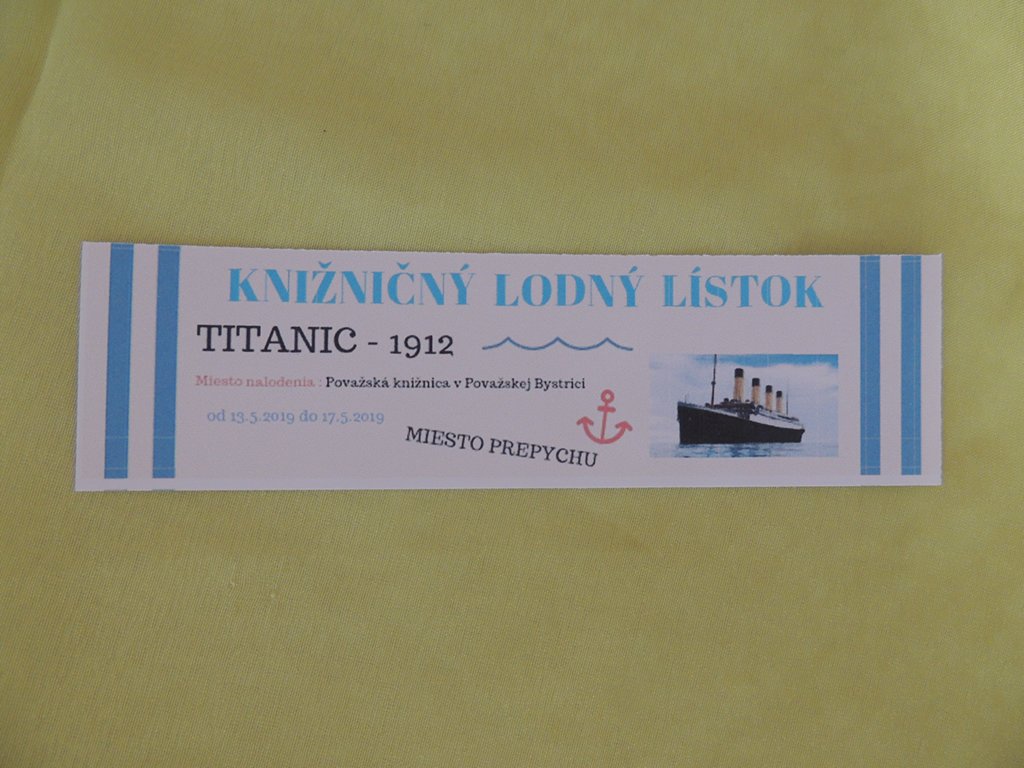 KNIŽNIČNÝ LODNÝ LÍSTOK
TITANIC - 1912
Miesto nalodenia : Považská knižnica v Považskej Bystrici
od 13.5.2019 do 17.5.2019
MIESTO PREPYCHU